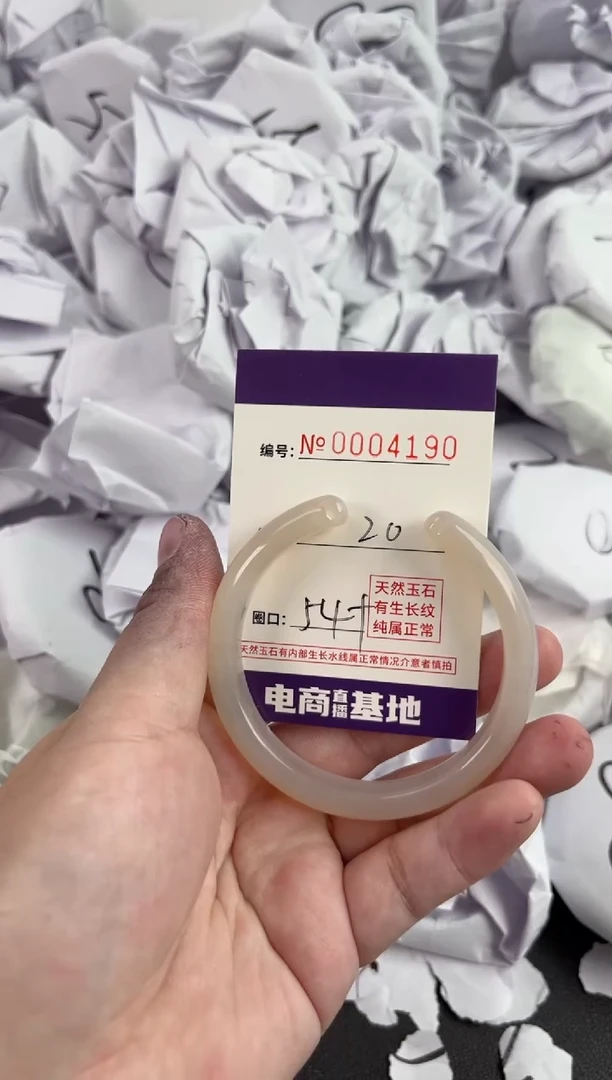 编号：№0004190
20
天然玉石
有生长纹
纯属正常
圈口：54-
天然玉石有内部生长水线属正常情况介意者慎拍
电商直播基地